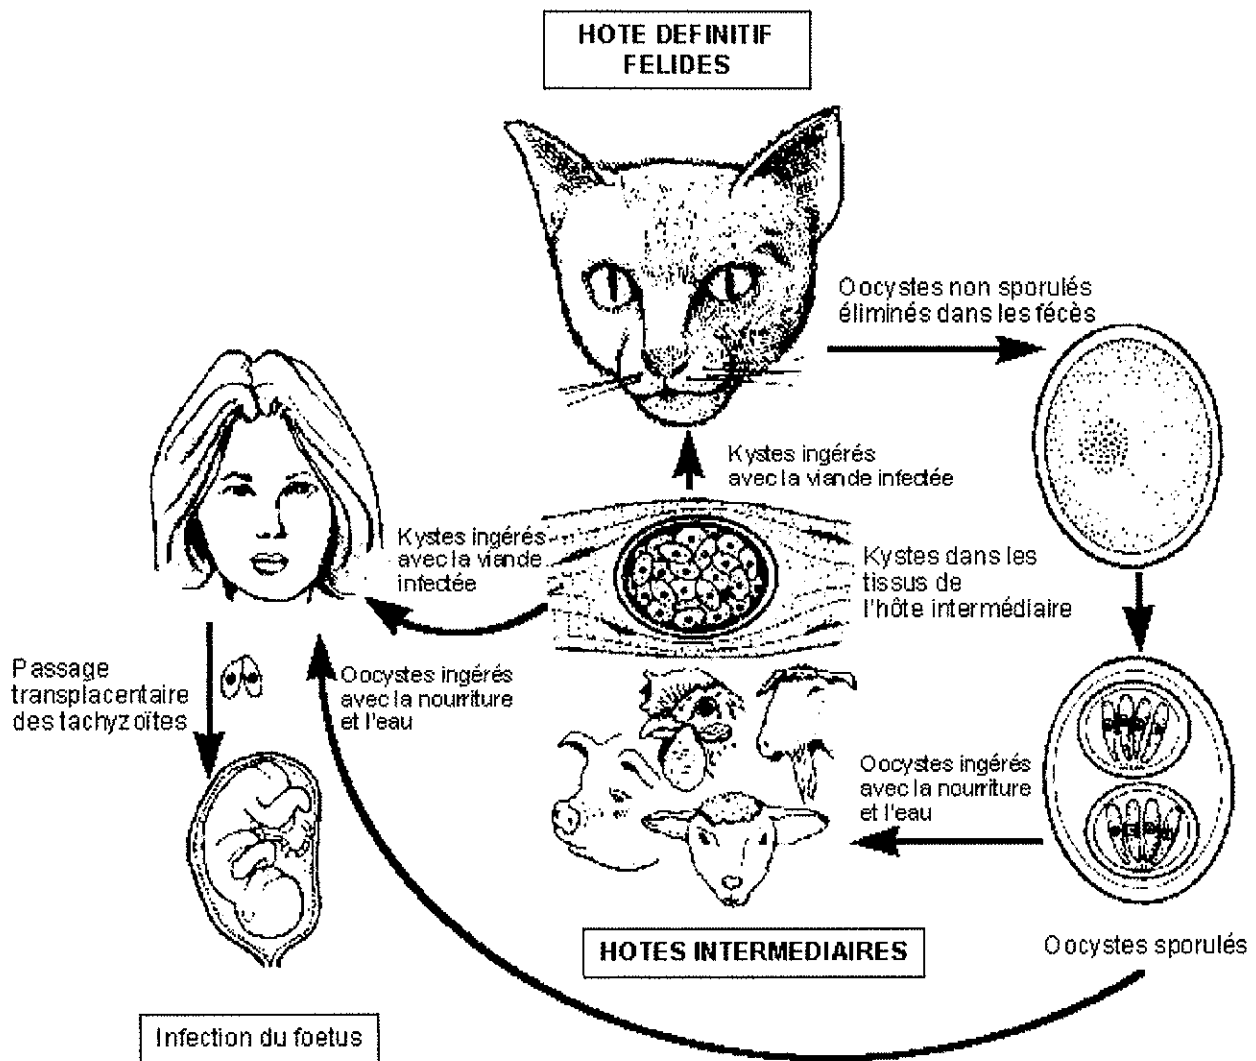 HOTE DEFINITIF
FELIDES
Oocystes non sporulés
éliminés dans les fécès
Kystes ingérés
avec la viande infectée
Kystes ingérés
avec la viande
infectée
Kystes dans les
tissus de
l'hôte intermédiaire
Passage
transplacentaire
des tachyzoïtes
Oocystes ingérés
avec la nourriture
et l'eau
Oocystes ingérés
avec la nourriture
et l'eau
HOTES INTERMEDIAIRES
Oocystes sporulés
Infection du foetus